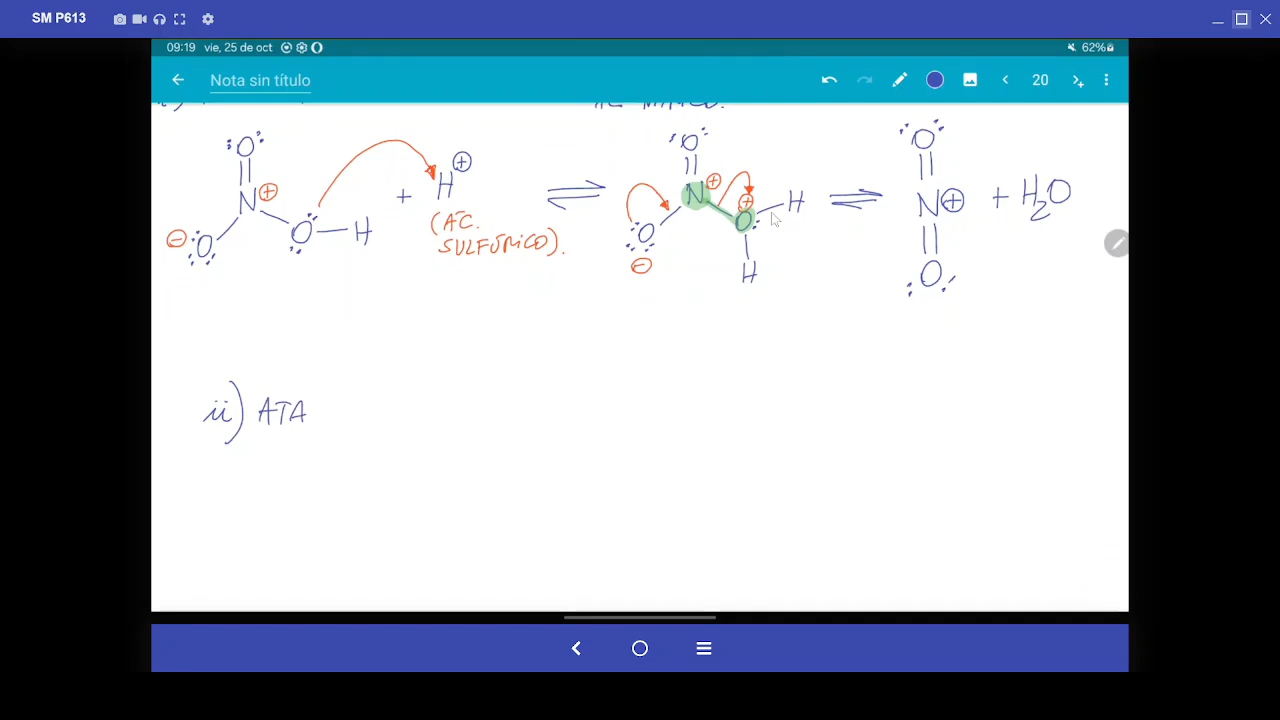 SM P613
09:19 vie, 25 de oct 62%
Nota sin título 20
O O O
N⊕ + H⊕ ⇌ N⊕ O⊕ H ⇌ N⊕ + H2O
⊖ O O H (AC. O O
SULFÚRICO). ⊖ H
ii) ATA